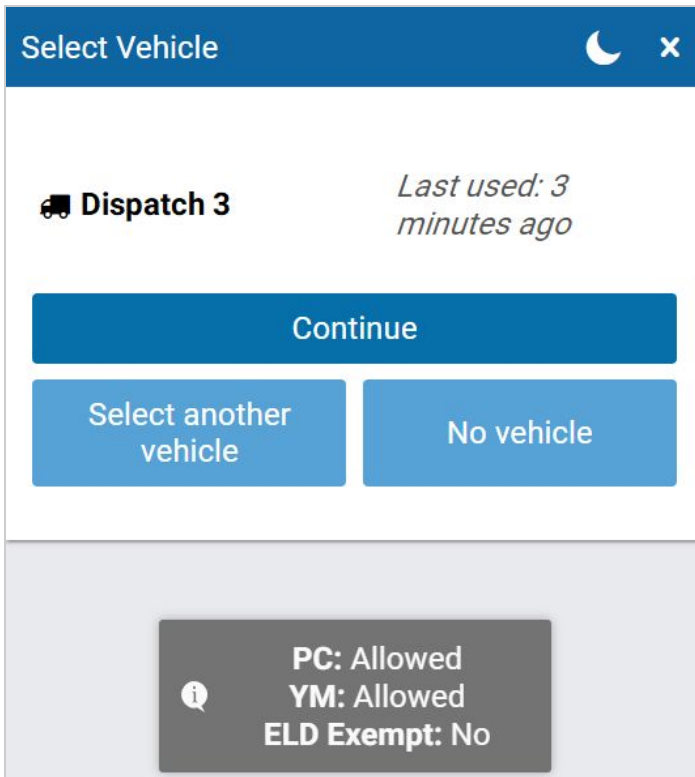 Select Vehicle
Dispatch 3
Last used: 3
minutes ago
Continue
Select another
vehicle
No vehicle
PC: Allowed
YM: Allowed
ELD Exempt: No